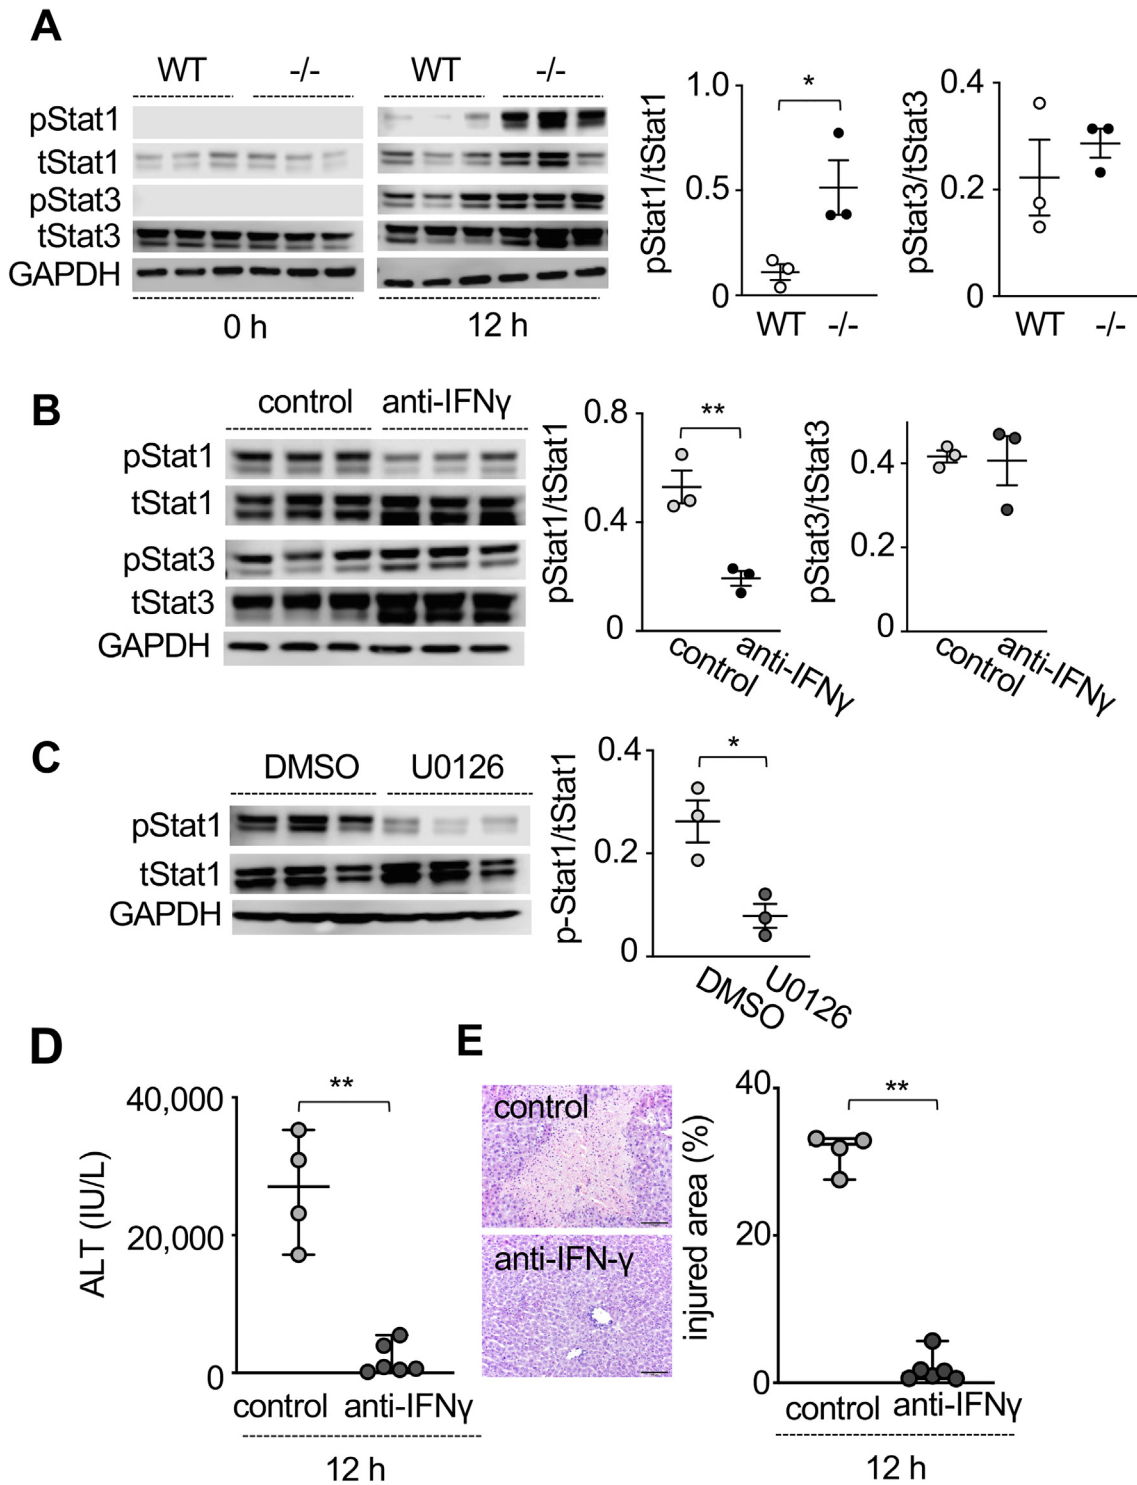 A
WT -/- WT -/-
pStat1
tStat1
pStat3
tStat3
GAPDH
0 h 12 h
pStat1/tStat1
1.0
0.5
0
*
WT -/-
pStat3/tStat3
0.4
0.2
0
WT -/-
B
control anti-IFNγ
pStat1
tStat1
pStat3
tStat3
GAPDH
pStat1/tStat1
0.8
0.4
0
**
control
anti-IFNγ
pStat3/tStat3
0.4
0.2
0
control
anti-IFNγ
C
DMSO U0126
pStat1
tStat1
GAPDH
p-Stat1/tStat1
0.4
0.2
0
*
DMSO
U0126
D
ALT (IU/L)
40,000
20,000
0
**
control anti-IFNγ
12 h
E
control
anti-IFN-γ
injured area (%)
40
20
0
**
control anti-IFNγ
12 h